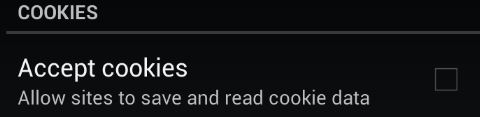 COOKIES
Accept cookies
Allow sites to save and read cookie data